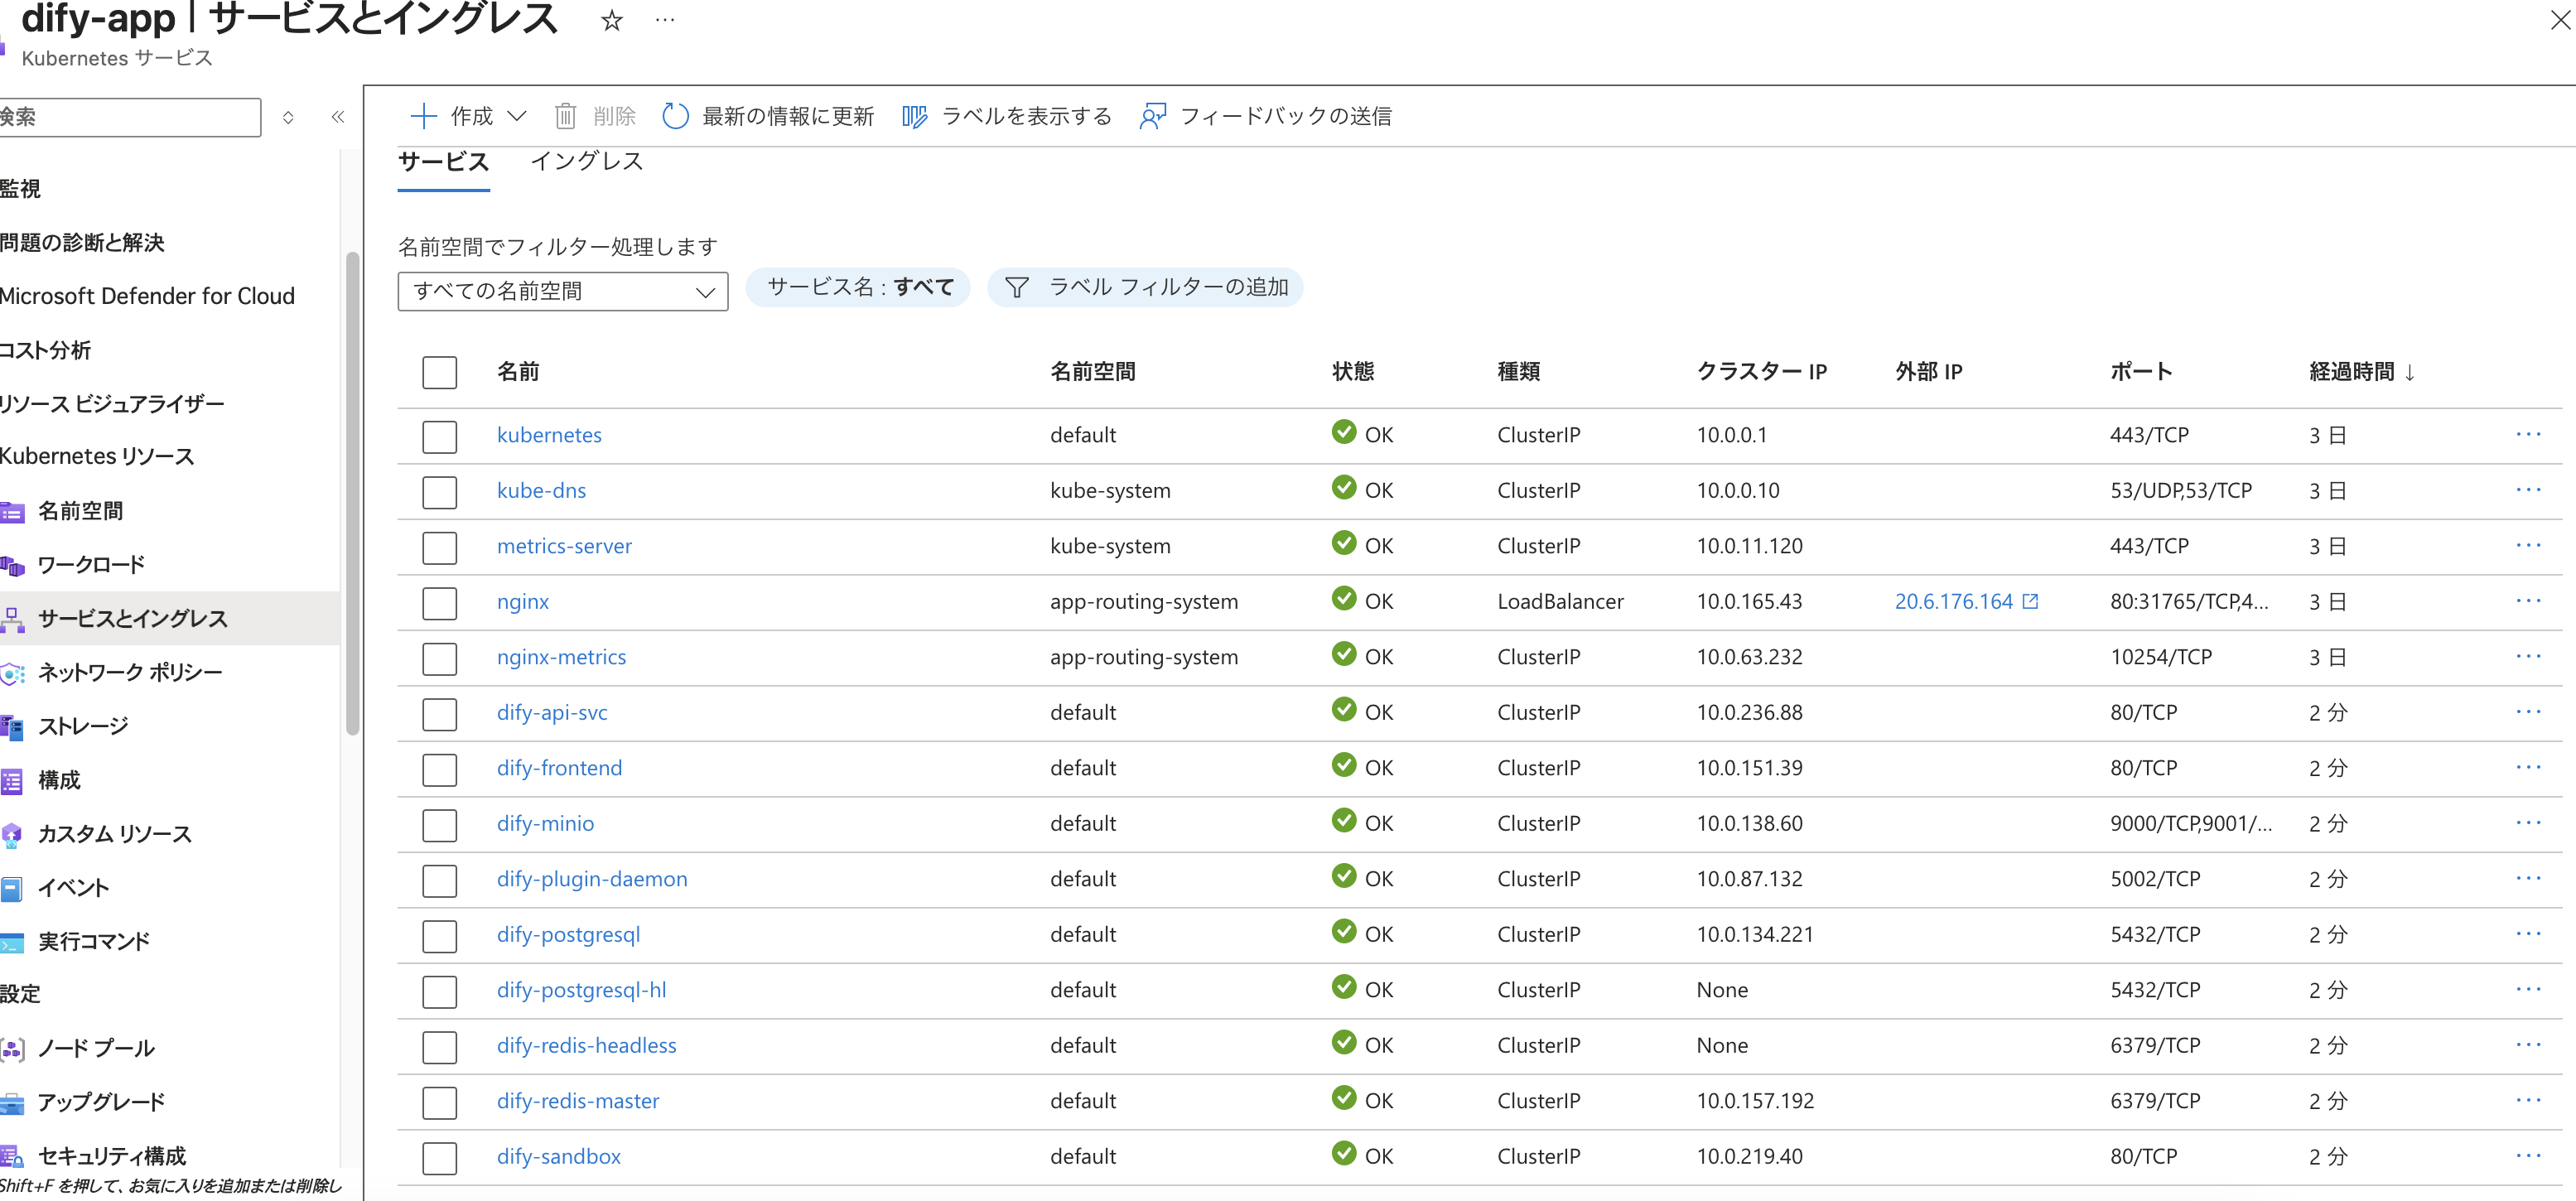 dify-app | サービスとイングレス
Kubernetes サービス
検索
監視
問題の診断と解決
Microsoft Defender for Cloud
コスト分析
リソース ビジュアライザー
Kubernetes リソース
名前空間
ワークロード
サービスとイングレス
ネットワーク ポリシー
ストレージ
構成
カスタム リソース
イベント
実行コマンド
設定
ノード プール
アップグレード
セキュリティ構成
Shift+F を押して、お気に入りを追加または削除し
作成 削除 最新の情報に更新 ラベルを表示する フィードバックの送信
サービス イングレス
名前空間でフィルター処理します
すべての名前空間 サービス名 : すべて ラベル フィルターの追加
名前 名前空間 状態 種類 クラスター IP 外部 IP ポート 経過時間 ↓
kubernetes default OK ClusterIP 10.0.0.1 443/TCP 3 日 ...
kube-dns kube-system OK ClusterIP 10.0.0.10 53/UDP,53/TCP 3 日 ...
metrics-server kube-system OK ClusterIP 10.0.11.120 443/TCP 3 日 ...
nginx app-routing-system OK LoadBalancer 10.0.165.43 20.6.176.164 80:31765/TCP,4... 3 日 ...
nginx-metrics app-routing-system OK ClusterIP 10.0.63.232 10254/TCP 3 日 ...
dify-api-svc default OK ClusterIP 10.0.236.88 80/TCP 2 分 ...
dify-frontend default OK ClusterIP 10.0.151.39 80/TCP 2 分 ...
dify-minio default OK ClusterIP 10.0.138.60 9000/TCP,9001/... 2 分 ...
dify-plugin-daemon default OK ClusterIP 10.0.87.132 5002/TCP 2 分 ...
dify-postgresql default OK ClusterIP 10.0.134.221 5432/TCP 2 分 ...
dify-postgresql-hl default OK ClusterIP None 5432/TCP 2 分 ...
dify-redis-headless default OK ClusterIP None 6379/TCP 2 分 ...
dify-redis-master default OK ClusterIP 10.0.157.192 6379/TCP 2 分 ...
dify-sandbox default OK ClusterIP 10.0.219.40 80/TCP 2 分 ...